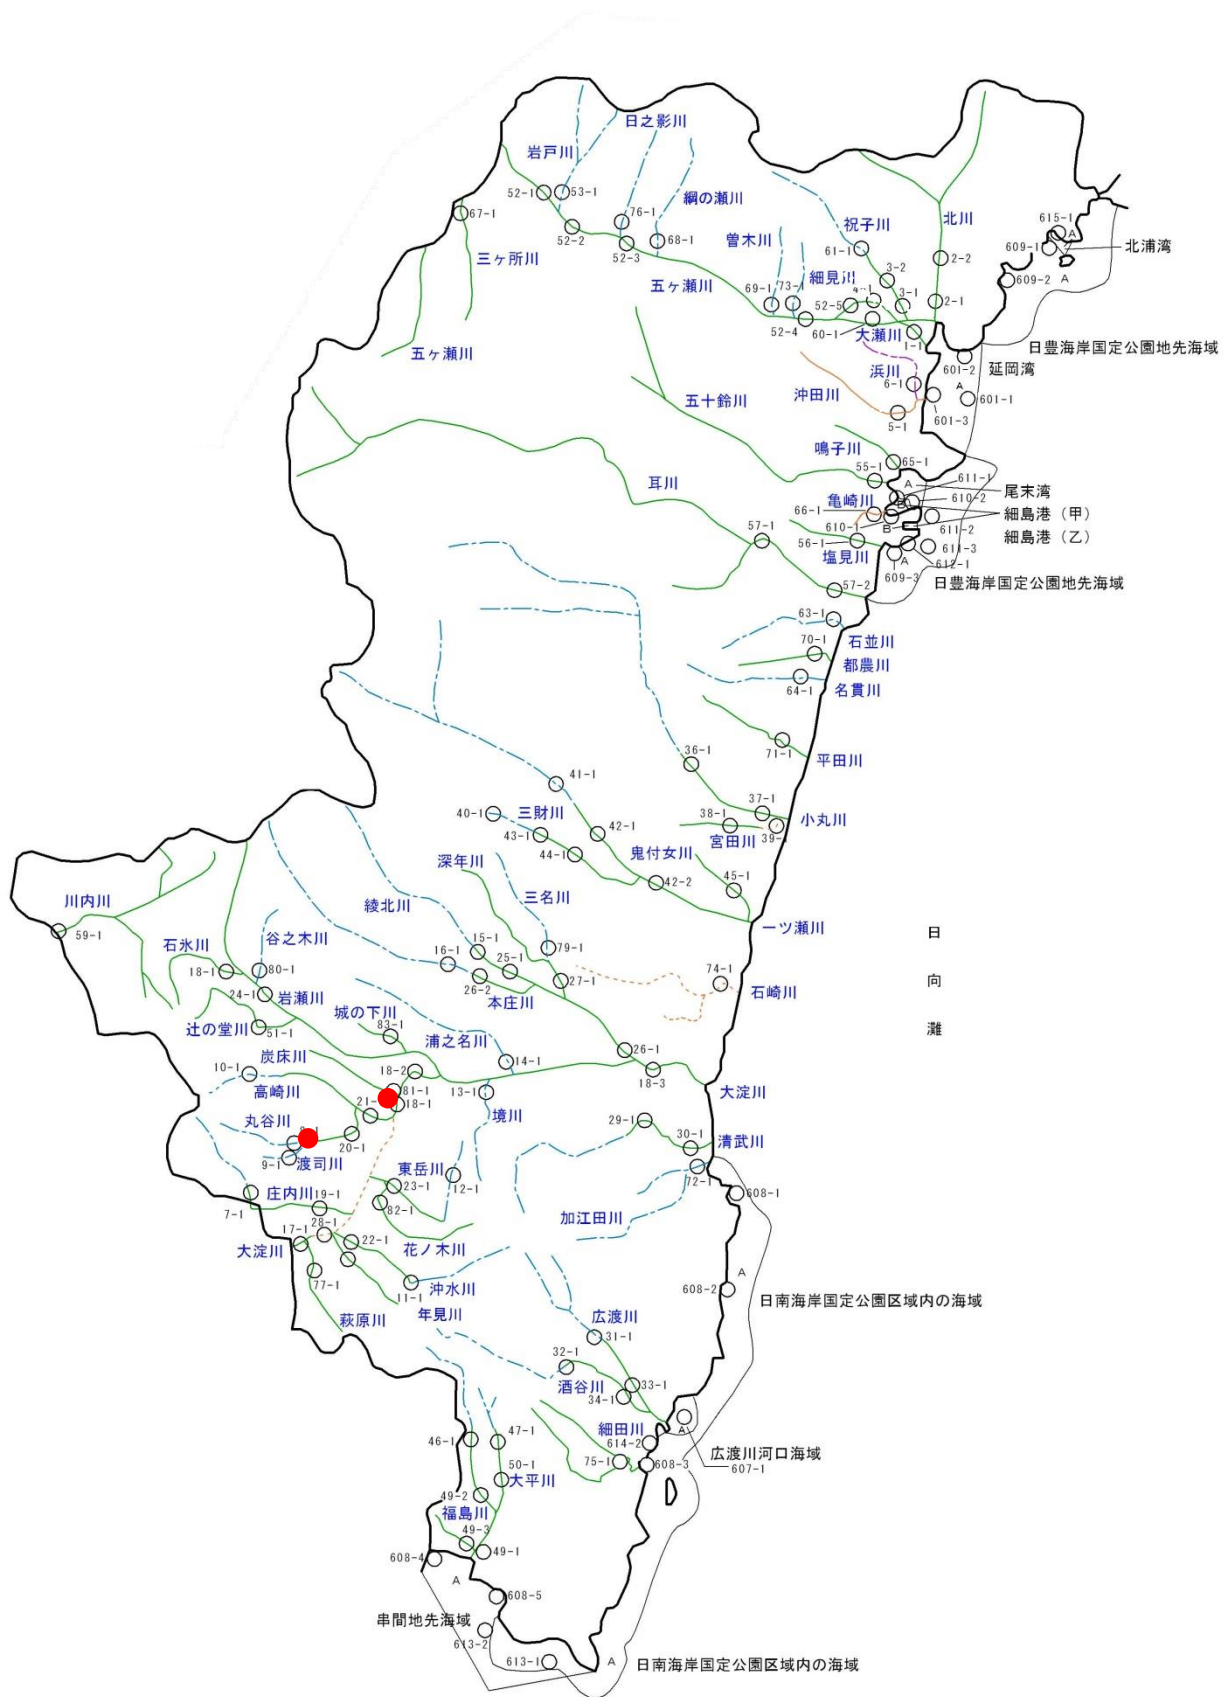 日之影川
岩戸川
52-1
53-1
綱の瀬川
67-1
76-1
祝子川
北川
615-1
A
52-2
68-1
曽木川
61-1
609-1
北浦湾
三ヶ所川
52-3
3-2
2-2
609-2
A
五ヶ瀬川
細見川
69-1
73-1
52-5
4-1
3-1
2-1
52-4
60-1
大瀬川
1-1
日豊海岸国定公園地先海域
五ヶ瀬川
浜川
601-2
延岡湾
沖田川
6-1
A
601-1
五十鈴川
5-1
601-3
鳴子川
65-1
55-1
611-1
耳川
A
尾末湾
亀崎川
B
610-2
66-1
細島港（甲）
610-1
B
611-2
57-1
56-1
細島港（乙）
塩見川
611-3
A
612-1
609-3
日豊海岸国定公園地先海域
57-2
63-1
石並川
70-1
都農川
64-1
名貫川
71-1
平田川
36-1
41-1
40-1
三財川
37-1
38-1
小丸川
43-1
42-1
宮田川
39-1
44-1
鬼付女川
深年川
42-2
45-1
三名川
川内川
綾北川
一ツ瀬川
59-1
谷之木川
日
石氷川
15-1
79-1
16-1
25-1
18-1
80-1
26-2
27-1
74-1
向
24-1
岩瀬川
本庄川
石崎川
城の下川
辻の堂川
51-1
83-1
浦之名川
灘
炭床川
26-1
10-1
18-2
14-1
18-3
高崎川
81-1
13-1
大淀川
21-
18-1
境川
丸谷川
29-1
20-1
30-1
清武川
9-1
渡司川
東岳川
72-1
23-1
12-1
庄内川
19-1
608-1
7-1
82-1
加江田川
28-1
17-1
22-1
花ノ木川
大淀川
77-1
沖水川
A
11-1
608-2
日南海岸国定公園区域内の海域
萩原川
年見川
広渡川
31-1
32-1
酒谷川
33-1
34-1
細田川
A
46-1
47-1
614-2
広渡川河口海域
75-1
608-3
607-1
50-1
大平川
49-2
福島川
49-3
49-1
608-4
A
608-5
串間地先海域
613-2
613-1
A
日南海岸国定公園区域内の海域